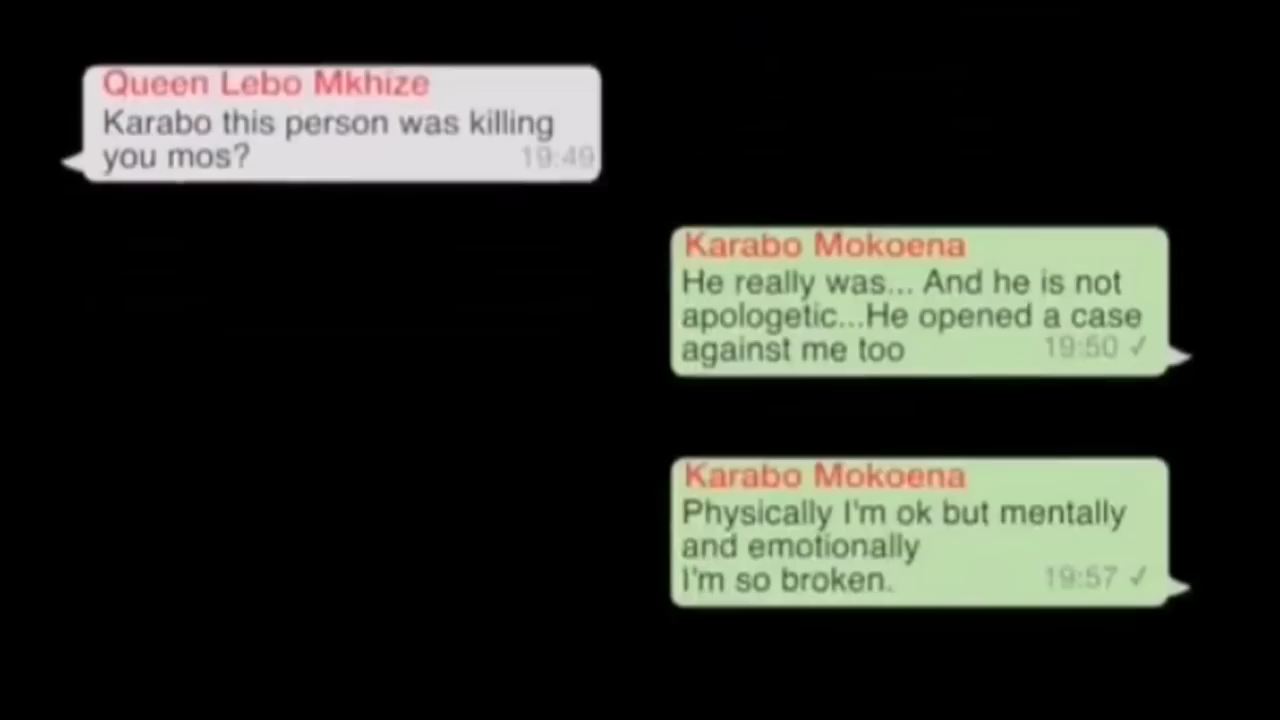 Queen Lebo Mkhize
Karabo this person was killing
you mos?
19:49
Karabo Mokoena
He really was... And he is not
apologetic...He opened a case
against me too
19:50 ✓
Karabo Mokoena
Physically I'm ok but mentally
and emotionally
I'm so broken.
19:57 ✓